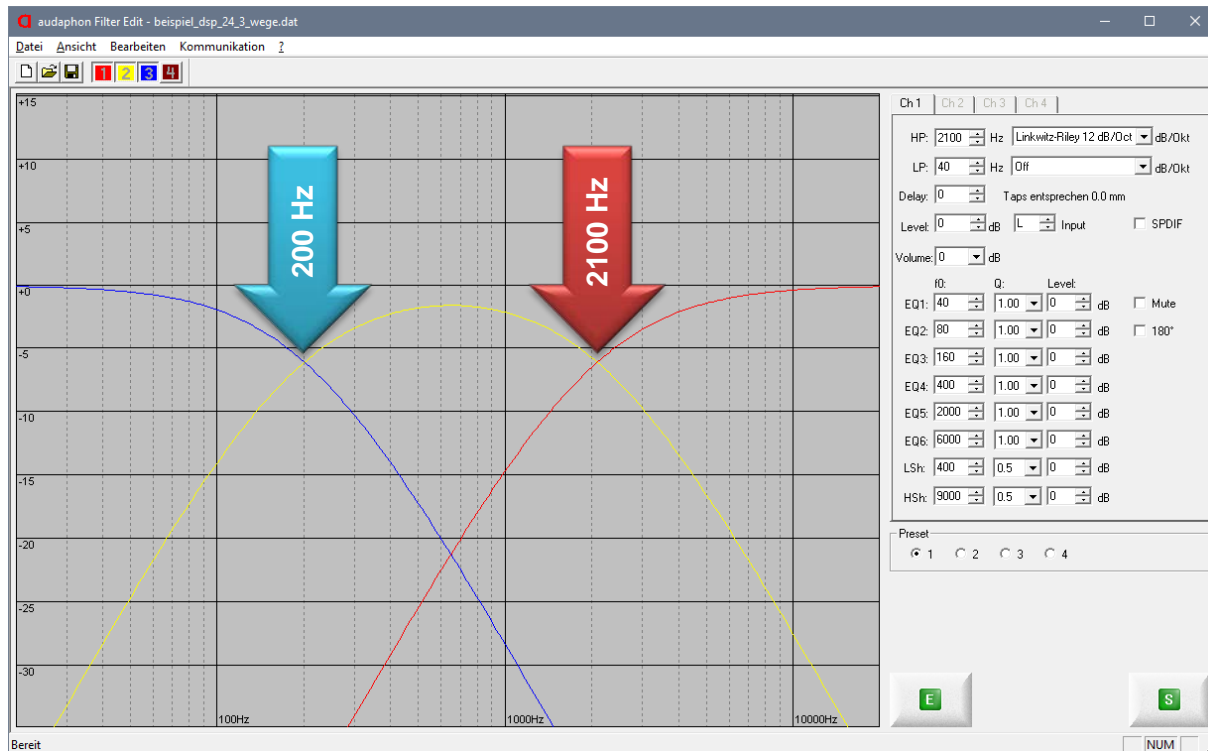 audaphon Filter Edit - beispiel_dsp_24_3_wege.dat
Datei Ansicht Bearbeiten Kommunikation ?
1 2 3 4
+15
+10
+5
+0
-5
-10
-15
-20
-25
-30
100Hz 1000Hz 10000Hz
200 Hz
2100 Hz
Ch 1 Ch 2 Ch 3 Ch 4
HP: 2100 Hz Linkwitz-Riley 12 dB/Oct dB/Okt
LP: 40 Hz Off dB/Okt
Delay: 0 Taps entsprechen 0.0 mm
Level: 0 dB L Input SPDIF
Volume: 0 dB
f0: Q: Level:
EQ1: 40 1.00 0 dB Mute
EQ2: 80 1.00 0 dB 180°
EQ3: 160 1.00 0 dB
EQ4: 400 1.00 0 dB
EQ5: 2000 1.00 0 dB
EQ6: 6000 1.00 0 dB
LSh: 400 0.5 0 dB
HSh: 9000 0.5 0 dB
Preset
1 2 3 4
E S
Bereit NUM